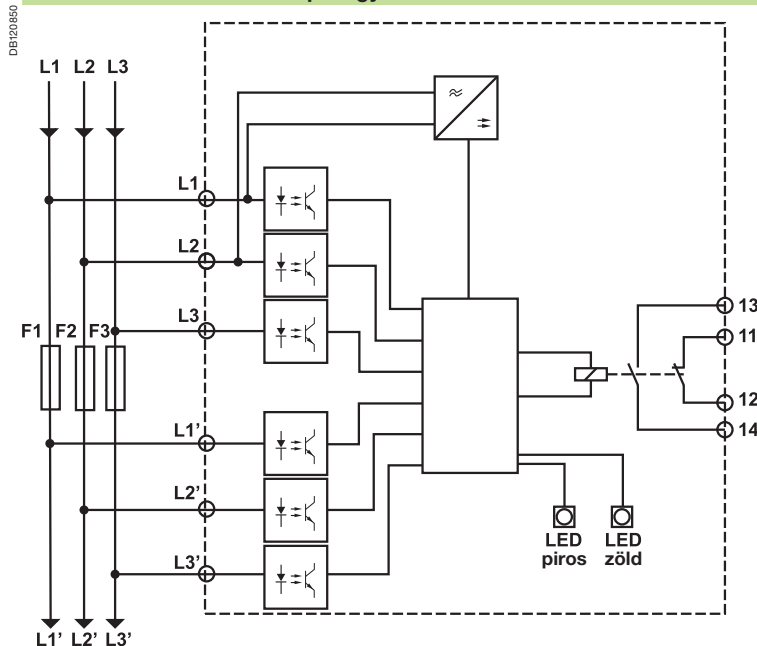 DB120850
L1 L2 L3
L1
L2
L3
F1 F2 F3
13
11
12
14
L1’
L2’
L3’
LED piros
LED zöld
L1’ L2’ L3’